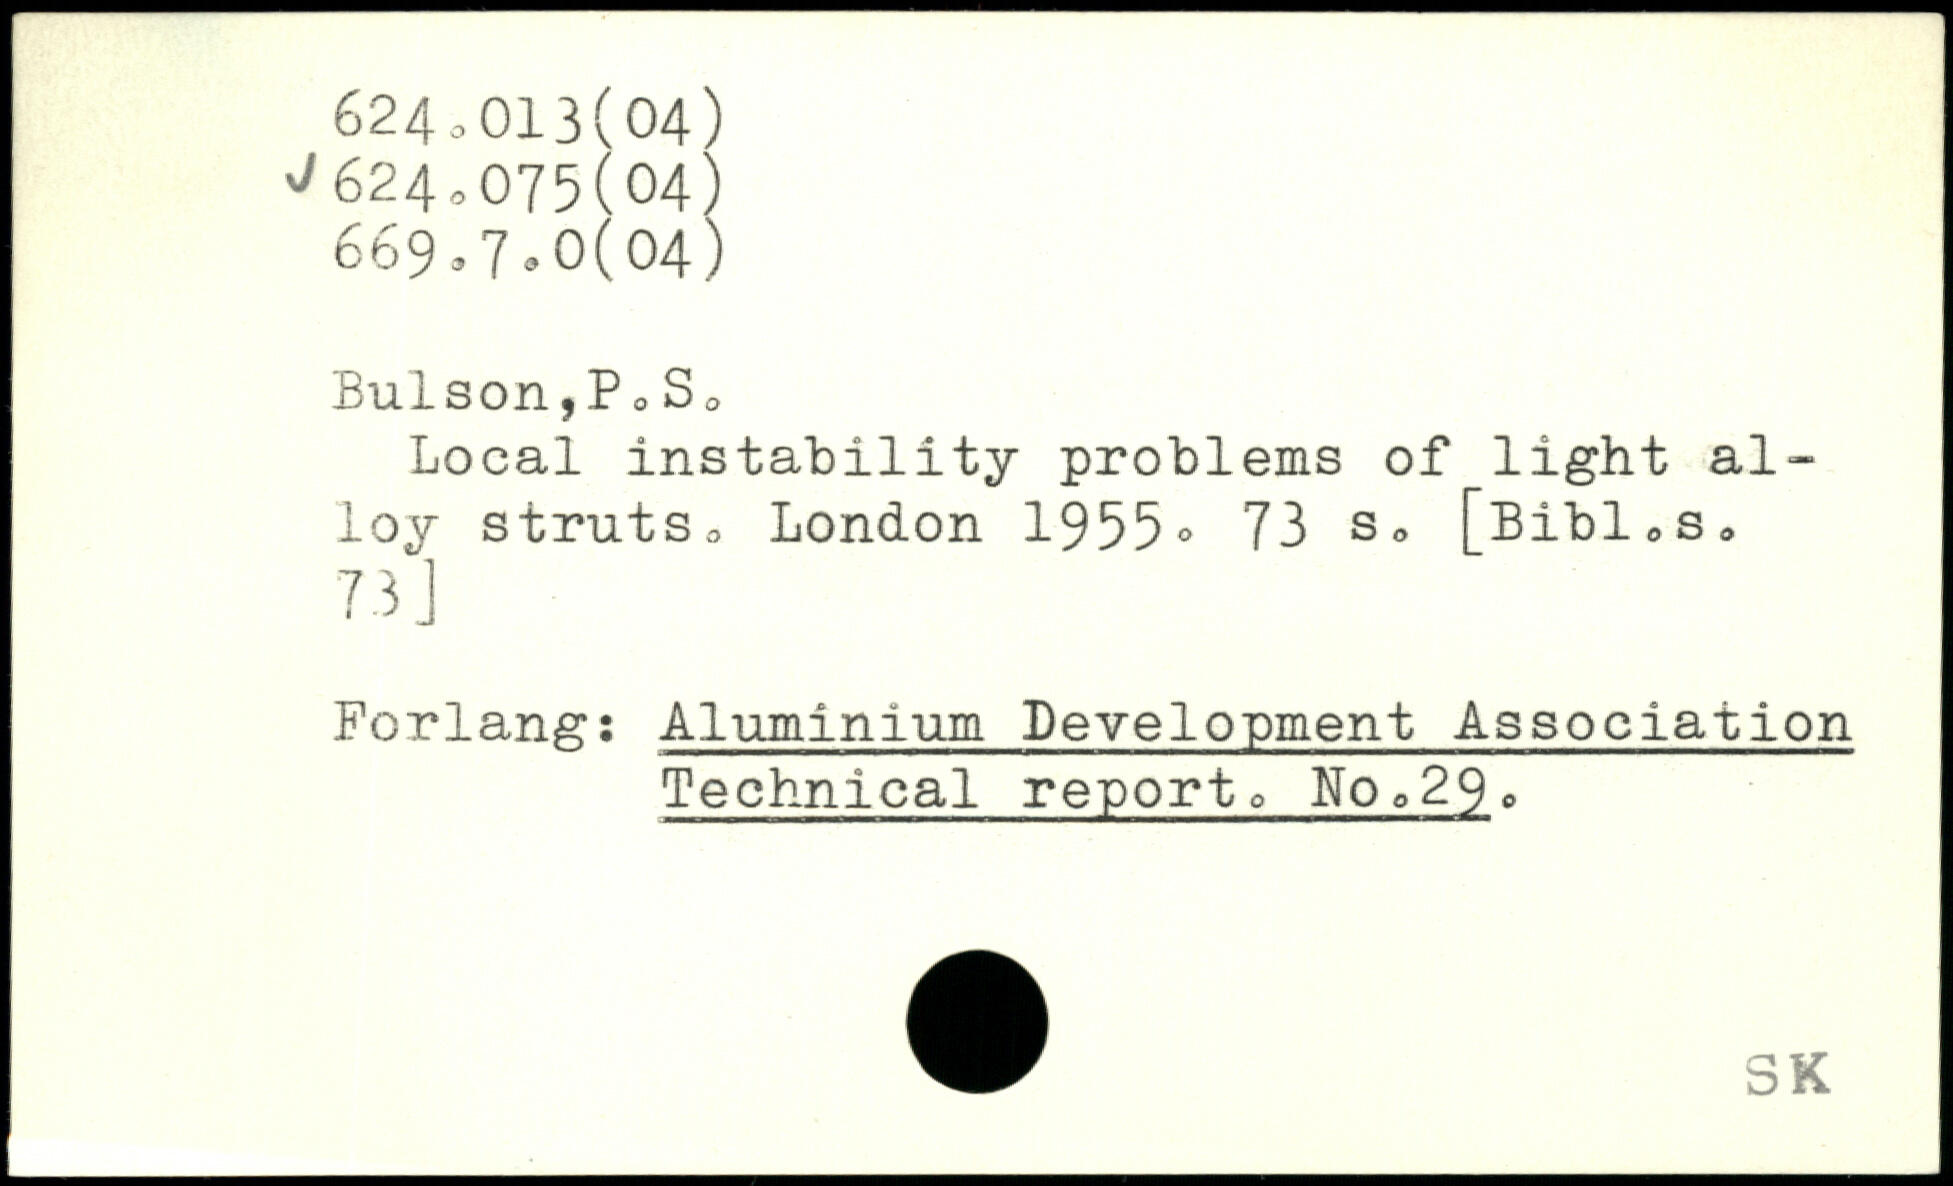 624.013(04)
✓ 624.075(04)
669.7.0(04)
Bulson,P.S.
Local instability problems of light al-
loy struts. London 1955. 73 s. [Bibl.s.
73]
Forlang: Aluminium Development Association
Technical report. No.29.
SK